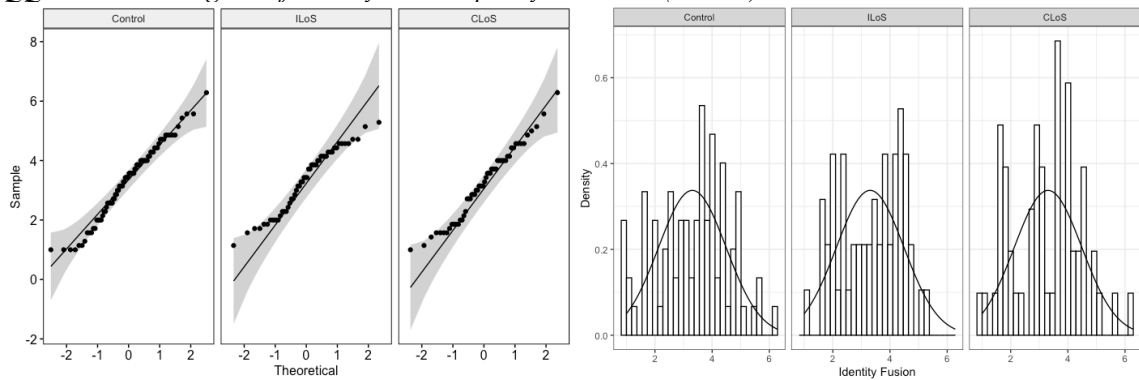 Control ILoS CLoS
8
6
4
2
0
-2
Sample
-2 -1 0 1 2 -2 -1 0 1 2 -2 -1 0 1 2
Theoretical
Control ILoS CLoS
0.6
0.4
0.2
0.0
Density
2 4 6 2 4 6 2 4 6
Identity Fusion